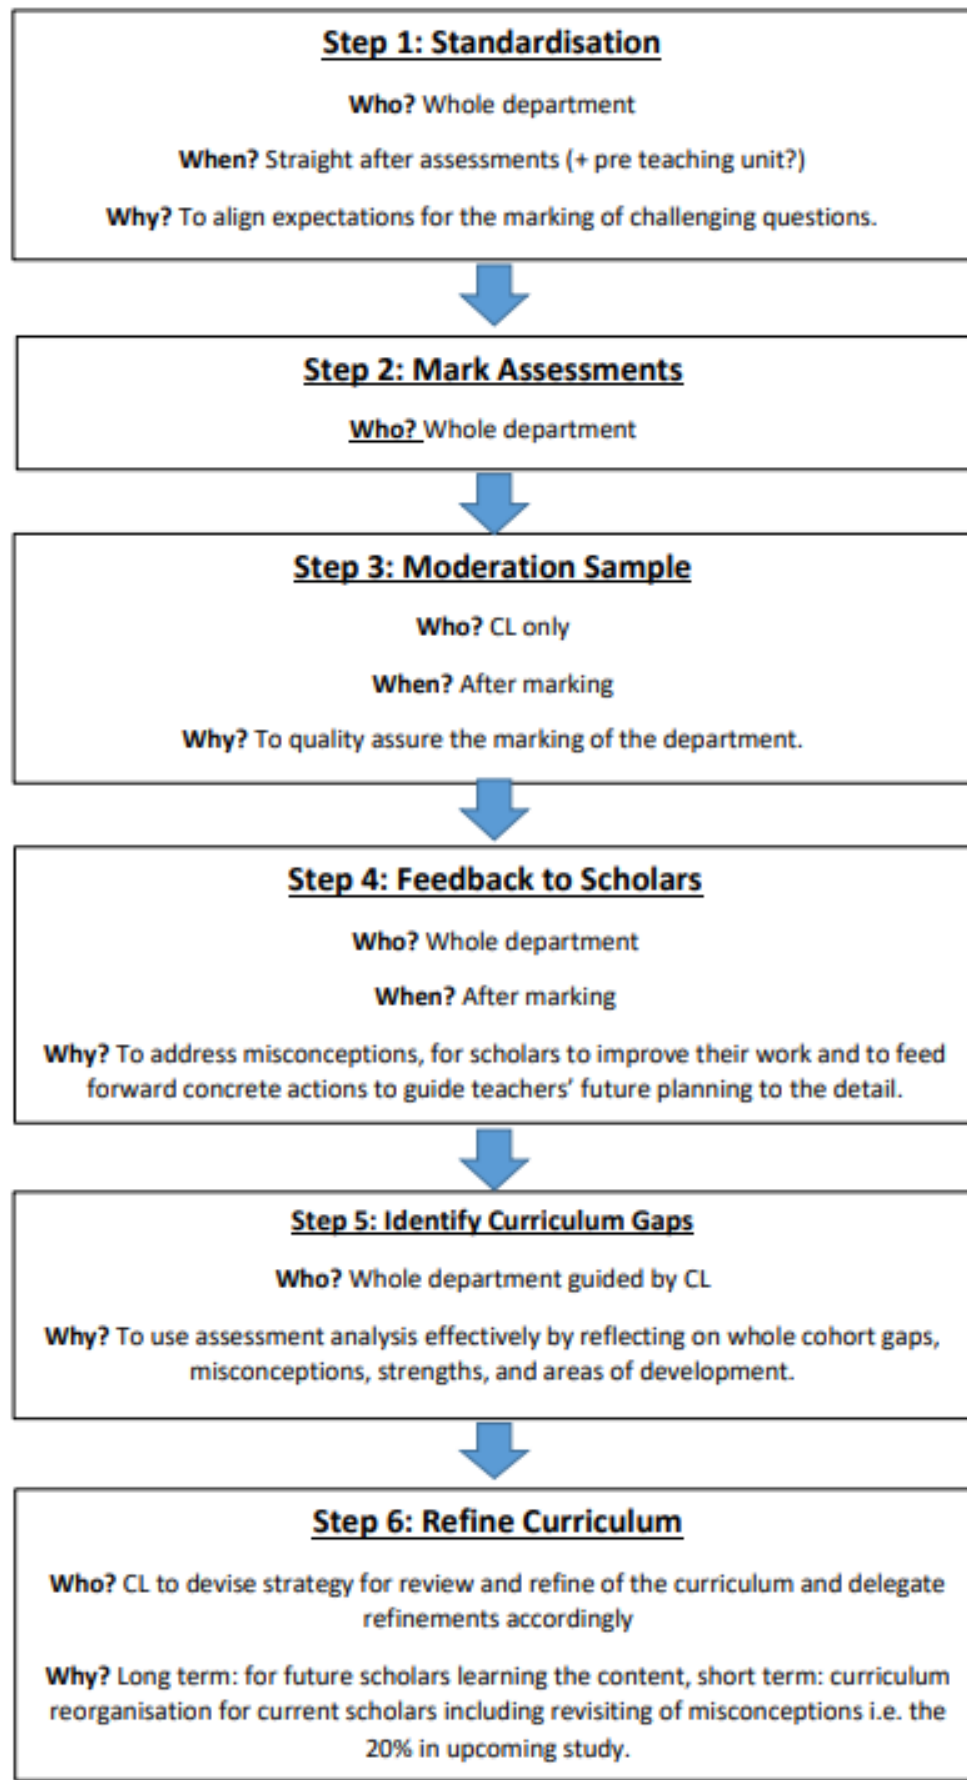 Step 1: Standardisation
Who? Whole department
When? Straight after assessments (+ pre teaching unit?)
Why? To align expectations for the marking of challenging questions.
Step 2: Mark Assessments
Who? Whole department
Step 3: Moderation Sample
Who? CL only
When? After marking
Why? To quality assure the marking of the department.
Step 4: Feedback to Scholars
Who? Whole department
When? After marking
Why? To address misconceptions, for scholars to improve their work and to feed
forward concrete actions to guide teachers’ future planning to the detail.
Step 5: Identify Curriculum Gaps
Who? Whole department guided by CL
Why? To use assessment analysis effectively by reflecting on whole cohort gaps,
misconceptions, strengths, and areas of development.
Step 6: Refine Curriculum
Who? CL to devise strategy for review and refine of the curriculum and delegate
refinements accordingly
Why? Long term: for future scholars learning the content, short term: curriculum
reorganisation for current scholars including revisiting of misconceptions i.e. the
20% in upcoming study.